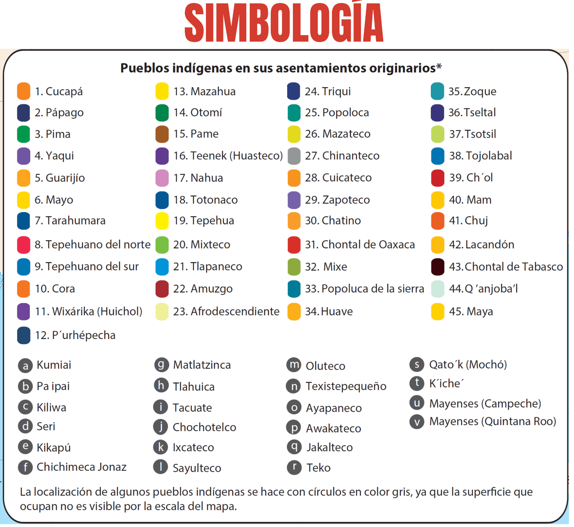 SIMBOLOGÍA
Pueblos indígenas en sus asentamientos originarios*
1. Cucapá
2. Pápago
3. Pima
4. Yaqui
5. Guarijío
6. Mayo
7. Tarahumara
8. Tepehuano del norte
9. Tepehuano del sur
10. Cora
11. Wixárika (Huichol)
12. P´urhépecha
13. Mazahua
14. Otomí
15. Pame
16. Teenek (Huasteco)
17. Nahua
18. Totonaco
19. Tepehua
20. Mixteco
21. Tlapaneco
22. Amuzgo
23. Afrodescendiente
24. Triqui
25. Popoloca
26. Mazateco
27. Chinanteco
28. Cuicateco
29. Zapoteco
30. Chatino
31. Chontal de Oaxaca
32. Mixe
33. Popoluca de la sierra
34. Huave
35. Zoque
36. Tseltal
37. Tsotsil
38. Tojolabal
39. Ch´ol
40. Mam
41. Chuj
42. Lacandón
43. Chontal de Tabasco
44. Q ‘anjoba’l
45. Maya
a Kumiai
b Pa ipai
c Kiliwa
d Seri
e Kikapú
f Chichimeca Jonaz
g Matlatzinca
h Tlahuica
i Tacuate
j Chochotelco
k Ixcateco
l Sayulteco
m Oluteco
n Texistepequeño
o Ayapaneco
p Awakateco
q Jakalteco
r Teko
s Qato´k (Mochó)
t K´iche´
u Mayenses (Campeche)
v Mayenses (Quintana Roo)
La localización de algunos pueblos indígenas se hace con círculos en color gris, ya que la superficie que
ocupan no es visible por la escala del mapa.